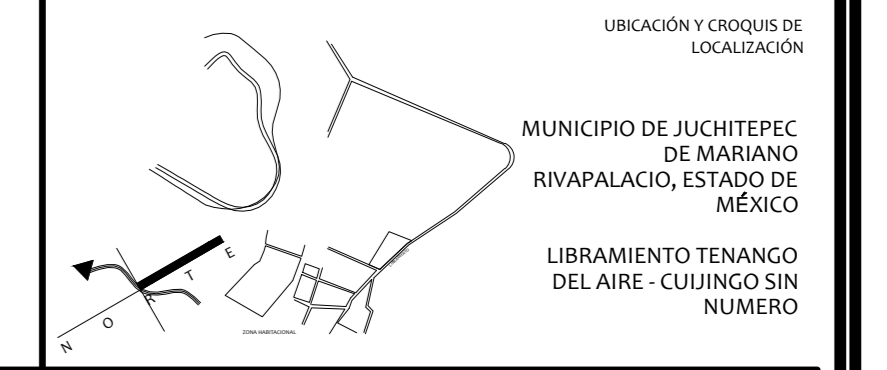 UBICACIÓN Y CROQUIS DE
LOCALIZACIÓN
MUNICIPIO DE JUCHITEPEC
DE MARIANO
RIVAPALACIO, ESTADO DE
MÉXICO
LIBRAMIENTO TENANGO
DEL AIRE - CUIJINGO SIN
NUMERO
NORTE
ZONA HABITACIONAL